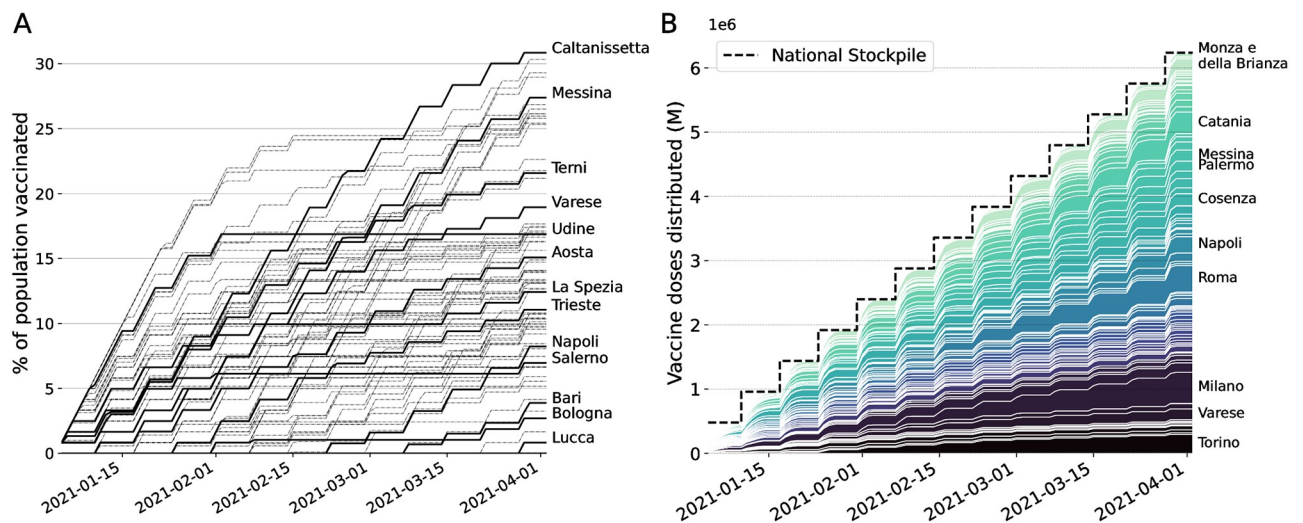 A
% of population vaccinated
30
25
20
15
10
5
0
2021-01-15
2021-02-01
2021-02-15
2021-03-01
2021-03-15
2021-04-01
Caltanissetta
Messina
Terni
Varese
Udine
Aosta
La Spezia
Trieste
Napoli
Salerno
Bari
Bologna
Lucca
B
1e6
National Stockpile
Vaccine doses distributed (M)
6
5
4
3
2
1
0
2021-01-15
2021-02-01
2021-02-15
2021-03-01
2021-03-15
2021-04-01
Monza e
della Brianza
Catania
Messina
Palermo
Cosenza
Napoli
Roma
Milano
Varese
Torino